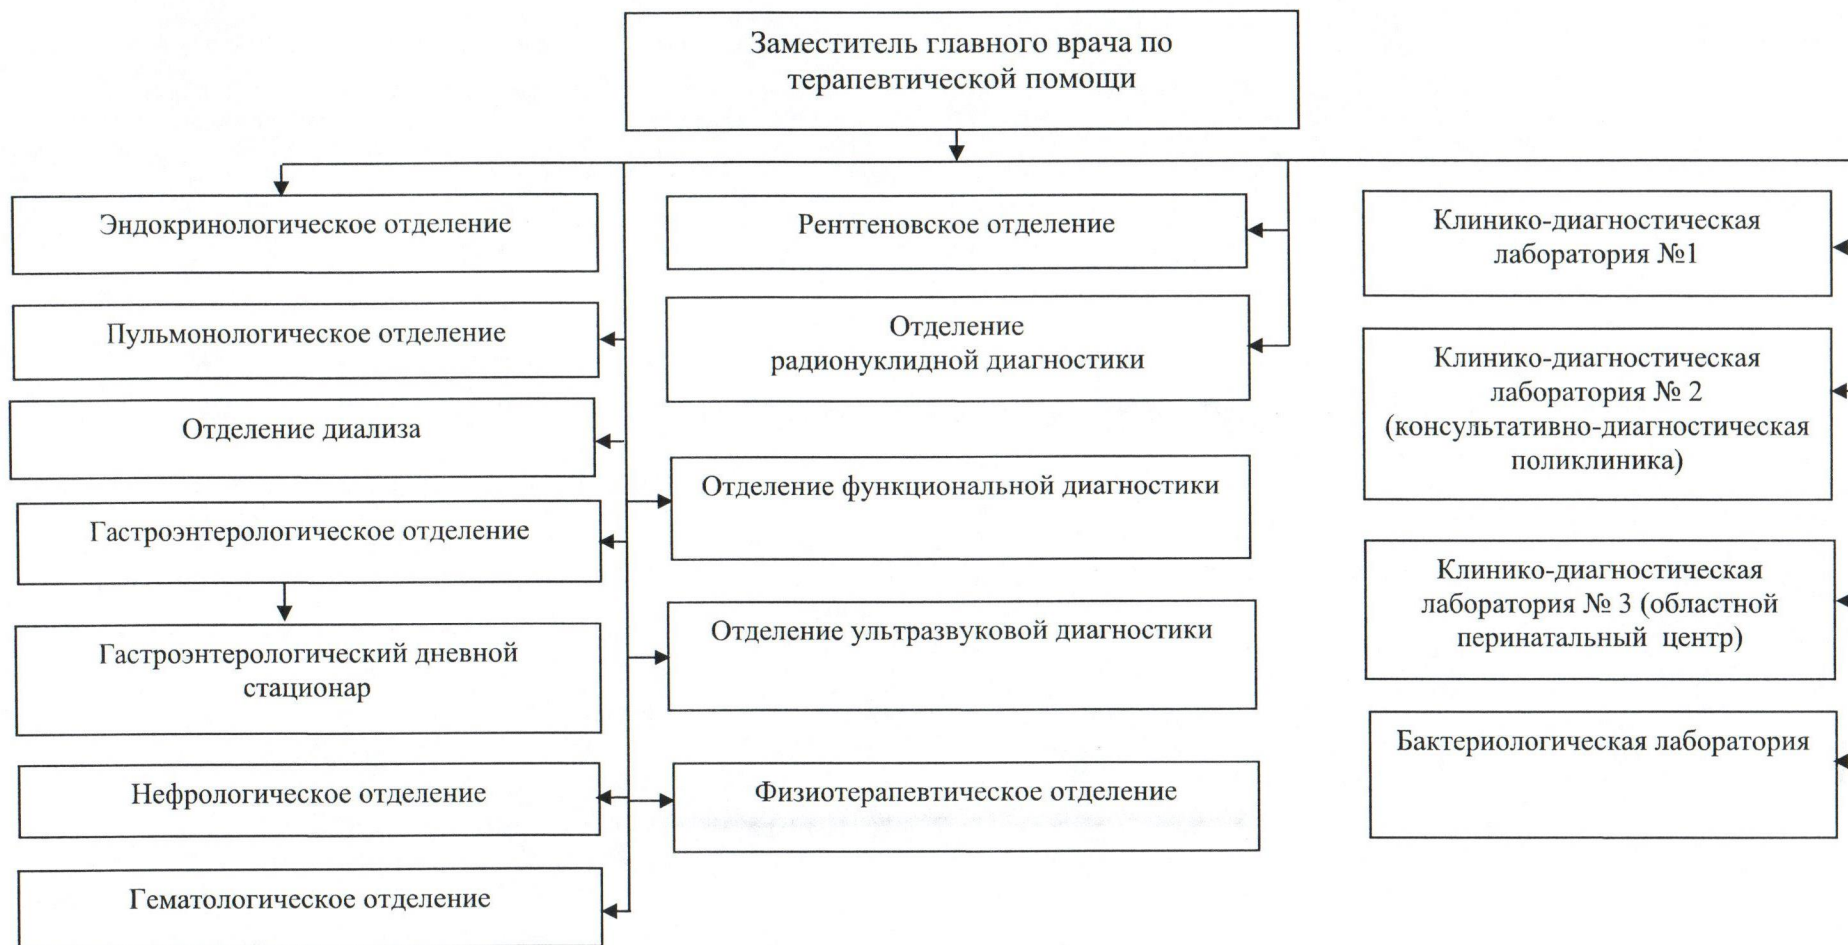 Заместитель главного врача по
терапевтической помощи
Эндокринологическое отделение
Пульмонологическое отделение
Отделение диализа
Гастроэнтерологическое отделение
Гастроэнтерологический дневной
стационар
Нефрологическое отделение
Гематологическое отделение
Рентгеновское отделение
Отделение
радионуклидной диагностики
Отделение функциональной диагностики
Отделение ультразвуковой диагностики
Физиотерапевтическое отделение
Клинико-диагностическая
лаборатория №1
Клинико-диагностическая
лаборатория № 2
(консультативно-диагностическая
поликлиника)
Клинико-диагностическая
лаборатория № 3 (областной
перинатальный центр)
Бактериологическая лаборатория